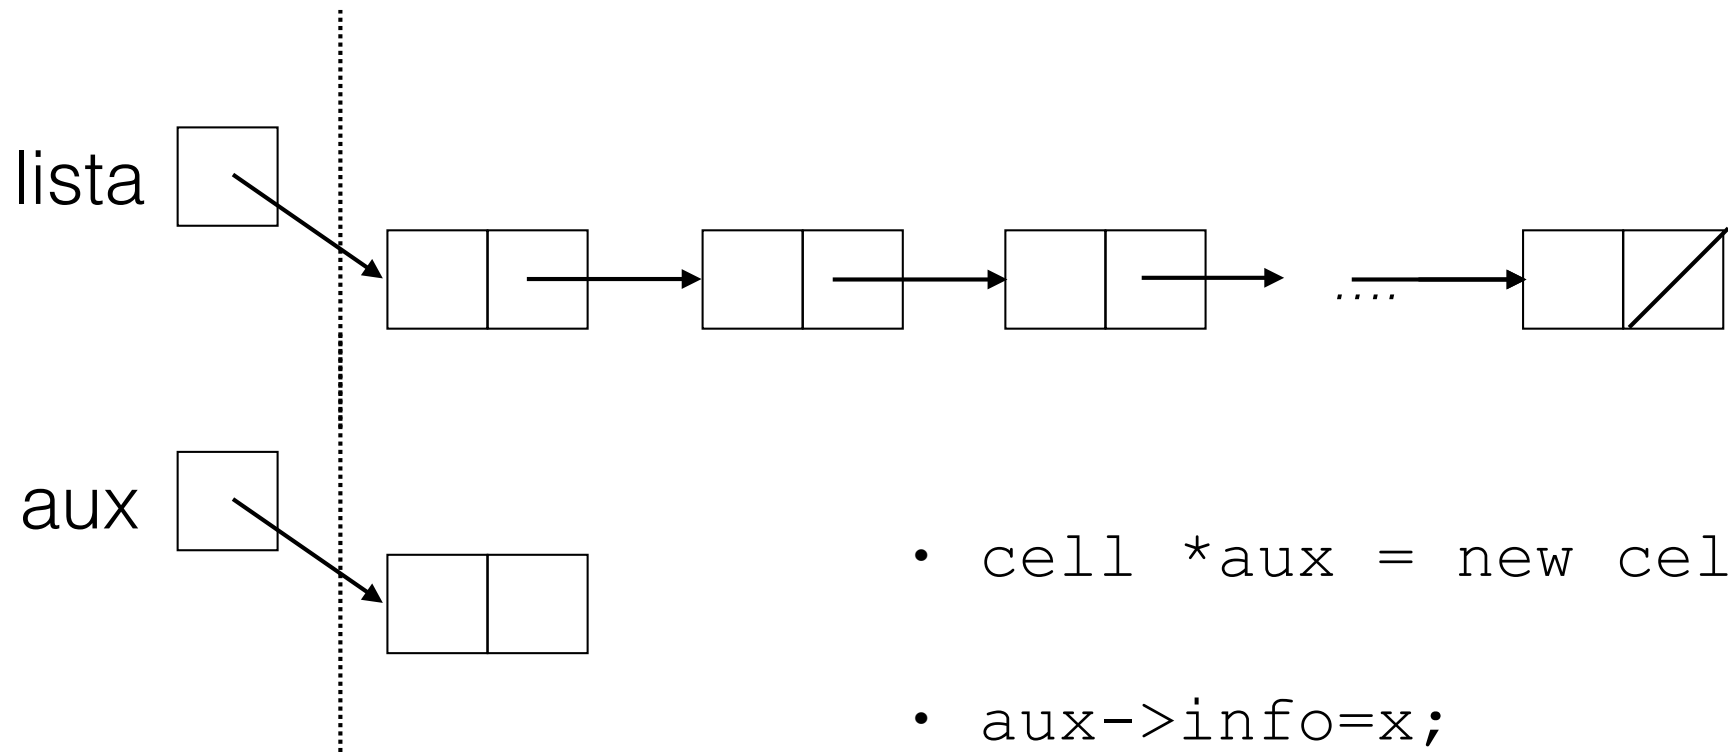 lista
....
aux
• cell *aux = new cel
• aux->info=x;